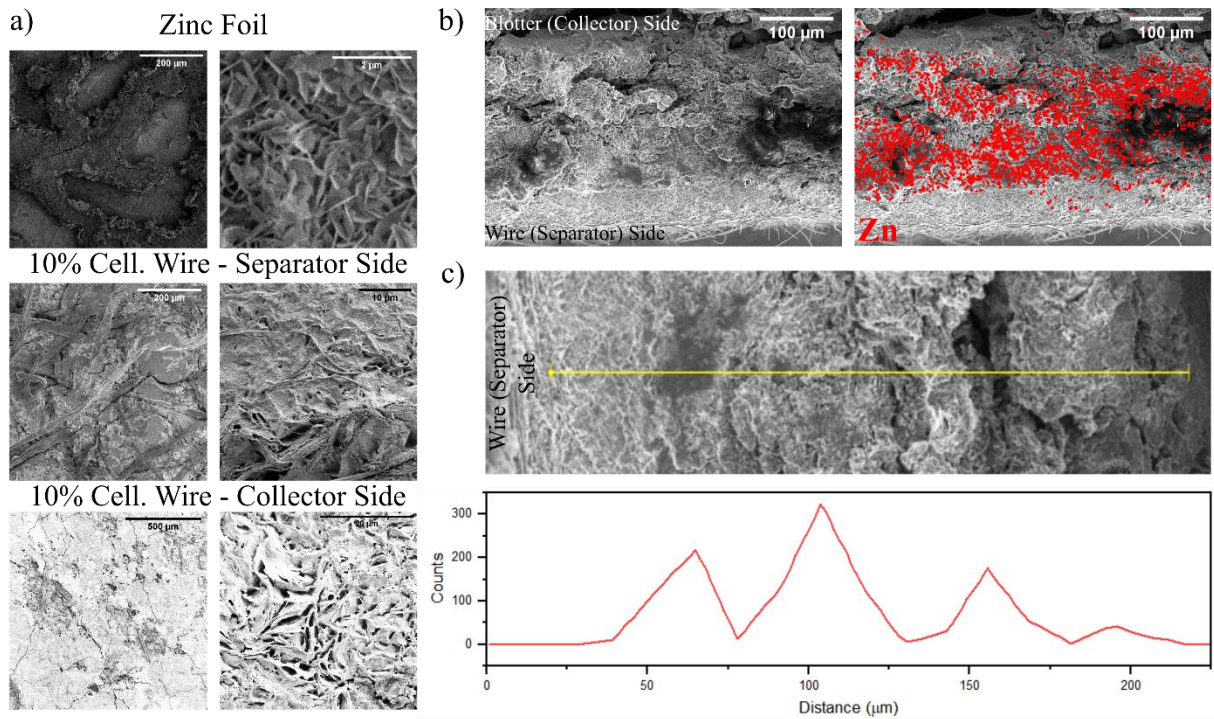 a)
Zinc Foil
200 µm
2 µm
10% Cell. Wire - Separator Side
200 µm
10 µm
10% Cell. Wire - Collector Side
500 µm
20 µm
b)
Blotter (Collector) Side
100 µm
Wire (Separator) Side
100 µm
Zn
c)
Wire (Separator)
Side
Counts
300
200
100
0
0
50
100
150
200
Distance (µm)